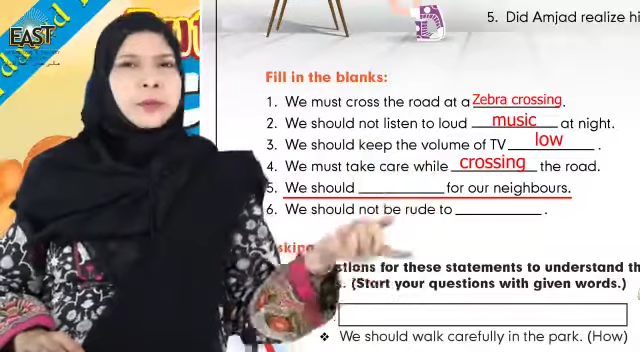 EAST
5. Did Amjad realize hi
Fill in the blanks:
1. We must cross the road at a Zebra crossing.
2. We should not listen to loud music at night.
3. We should keep the volume of TV low.
4. We must take care while crossing the road.
5. We should ________ for our neighbours.
6. We should not be rude to ________.
sking
stions for these statements to understand th
s. (Start your questions with given words.)
❖ We should walk carefully in the park. (How)